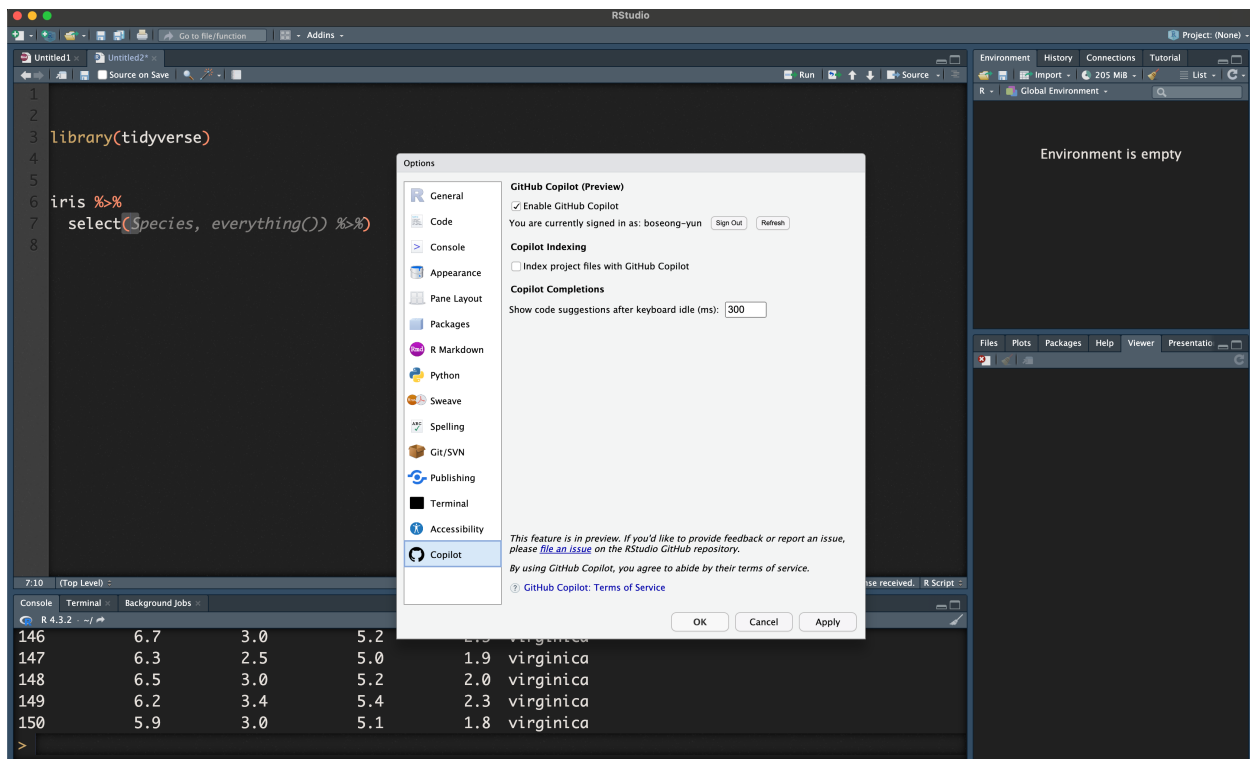 RStudio
Go to file/function
Addins
Project: (None)
Untitled1
Untitled2*
Source on Save
Run
Source
1
2
3 library(tidyverse)
4
5
6 iris %>%
7 select(Species, everything()) %>%)
8
7:10 (Top Level)
se received. R Script
Console Terminal Background Jobs
R 4.3.2 · ~/
146 6.7 3.0 5.2 2.3 virginica
147 6.3 2.5 5.0 1.9 virginica
148 6.5 3.0 5.2 2.0 virginica
149 6.2 3.4 5.4 2.3 virginica
150 5.9 3.0 5.1 1.8 virginica
>
Options
General
Code
Console
Appearance
Pane Layout
Packages
Rmd R Markdown
Python
Sweave
ABC Spelling
Git/SVN
Publishing
Terminal
Accessibility
Copilot
GitHub Copilot (Preview)
Enable GitHub Copilot
You are currently signed in as: boseong-yun Sign Out Refresh
Copilot Indexing
Index project files with GitHub Copilot
Copilot Completions
Show code suggestions after keyboard idle (ms): 300
This feature is in preview. If you'd like to provide feedback or report an issue,
please file an issue on the RStudio GitHub repository.
By using GitHub Copilot, you agree to abide by their terms of service.
? GitHub Copilot: Terms of Service
OK Cancel Apply
Environment History Connections Tutorial
Import 205 MiB List
R Global Environment
Environment is empty
Files Plots Packages Help Viewer Presentatio